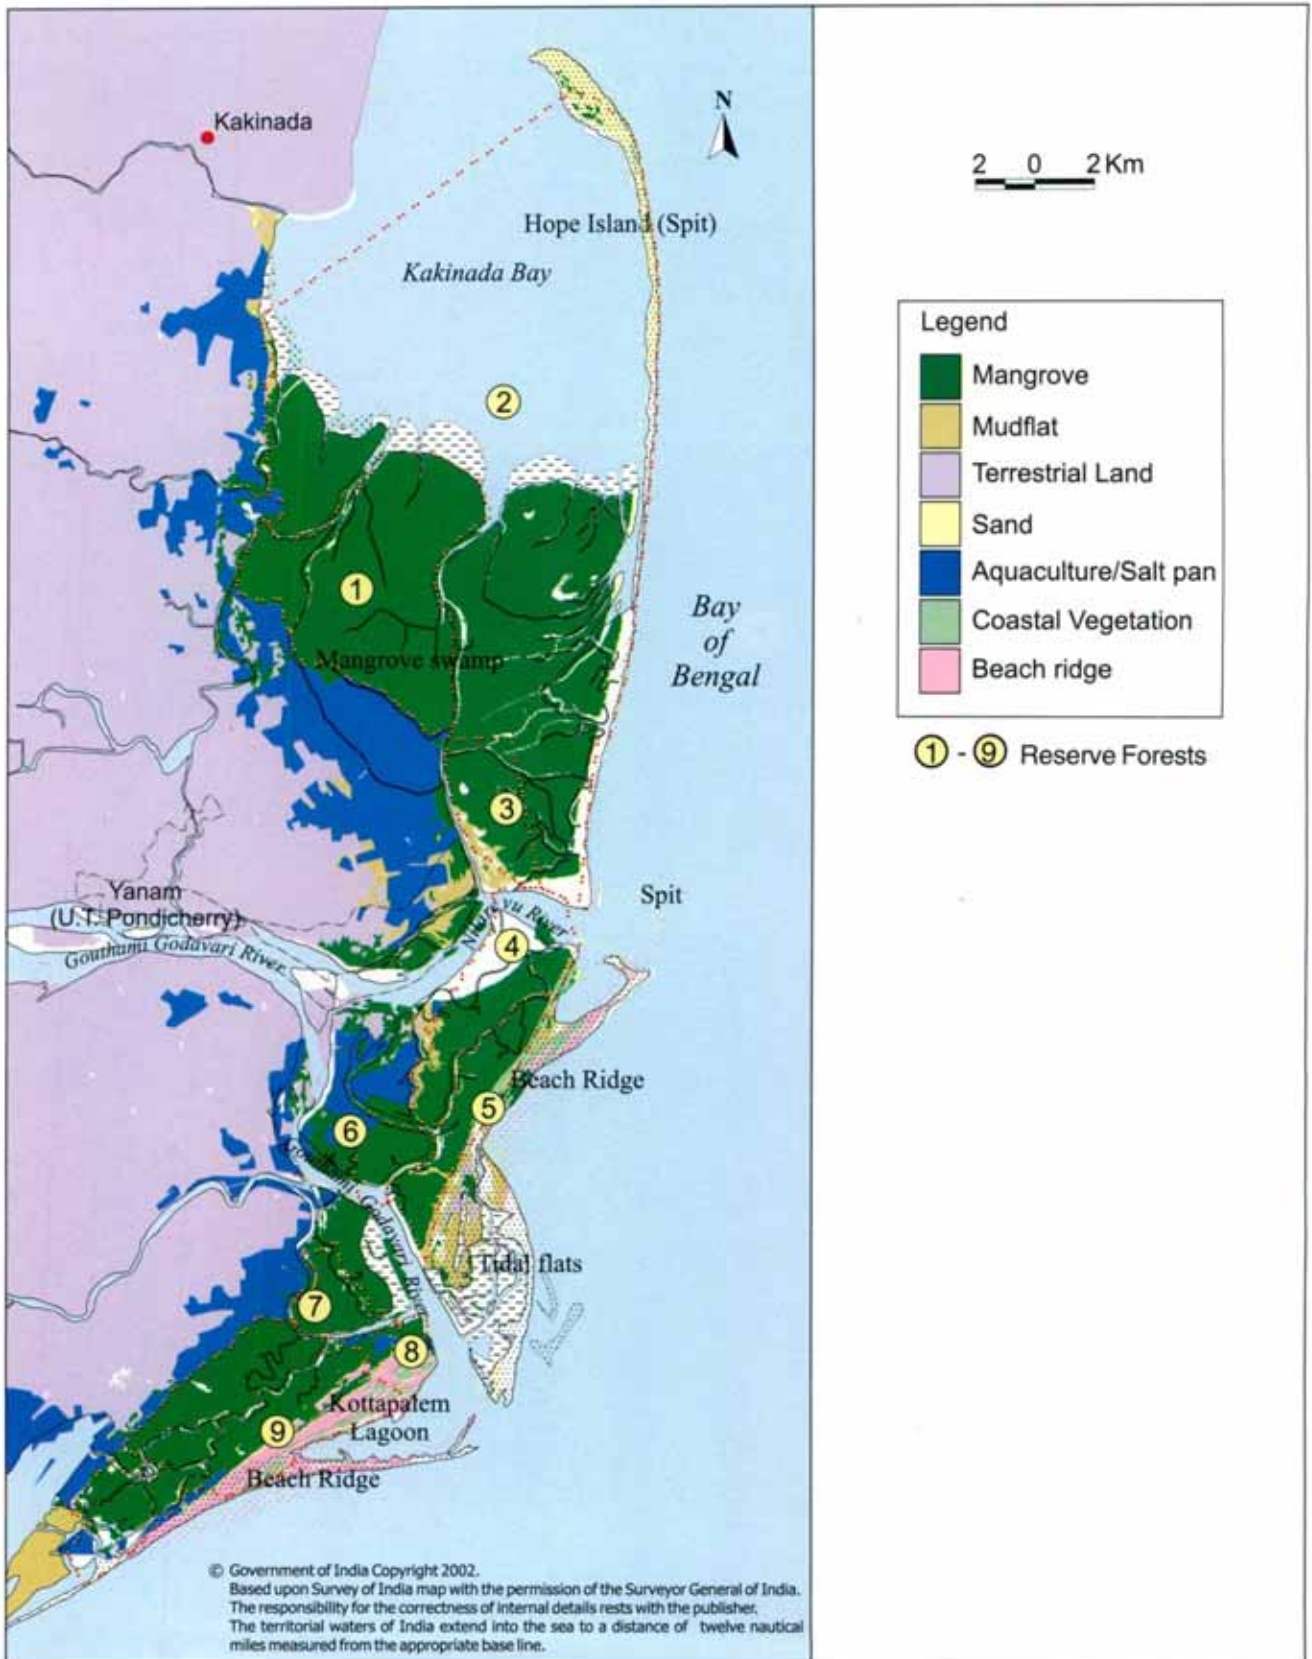 Kakinada
N
2 0 2 Km
Hope Island (Spit)
Kakinada Bay
Legend
Mangrove
Mudflat
Terrestrial Land
Sand
Aquaculture/Salt pan
Coastal Vegetation
Beach ridge
1 - 9 Reserve Forests
2
1
Bay
of
Bengal
Mangrove swamp
3
Yanam
(U.T. Pondicherry)
Spit
River
4
Gouthami Godavari River
Beach Ridge
5
6
Gouthami Godavari River
Tidal flats
7
8
Kottapalem
Lagoon
9
Beach Ridge
© Government of India Copyright 2002.
Based upon Survey of India map with the permission of the Surveyor General of India.
The responsibility for the correctness of internal details rests with the publisher.
The territorial waters of India extend into the sea to a distance of twelve nautical
miles measured from the appropriate base line.